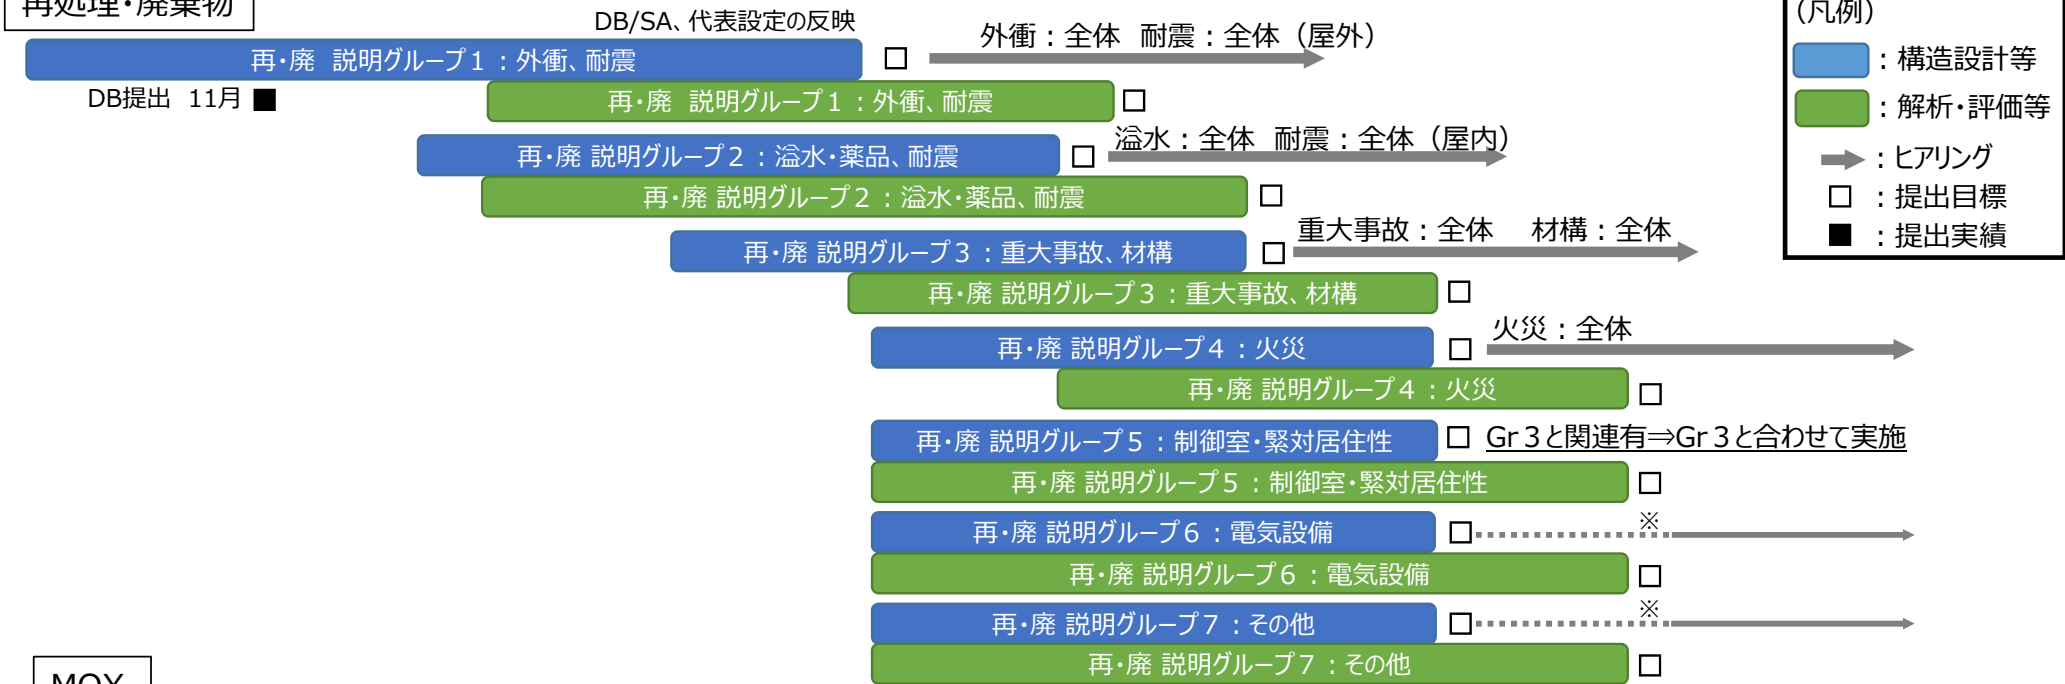 再処理・廃棄物
DB/SA、代表設定の反映
再・廃 説明グループ１：外衝、耐震
□
外衝：全体 耐震：全体（屋外）
DB提出 11月 ■
再・廃 説明グループ１：外衝、耐震
□
再・廃 説明グループ２：溢水・薬品、耐震
□
溢水：全体 耐震：全体（屋内）
再・廃 説明グループ２：溢水・薬品、耐震
□
再・廃 説明グループ３：重大事故、材構
□
重大事故：全体 材構：全体
再・廃 説明グループ３：重大事故、材構
□
再・廃 説明グループ４：火災
□
火災：全体
再・廃 説明グループ４：火災
□
再・廃 説明グループ５：制御室・緊対居住性
□ Gr３と関連有⇒Gr３と合わせて実施
再・廃 説明グループ５：制御室・緊対居住性
□
再・廃 説明グループ６：電気設備
□
※
再・廃 説明グループ６：電気設備
□
再・廃 説明グループ７：その他
□
※
再・廃 説明グループ７：その他
□
（凡例）
：構造設計等
：解析・評価等
：ヒアリング
□ ：提出目標
■ ：提出実績
MOX